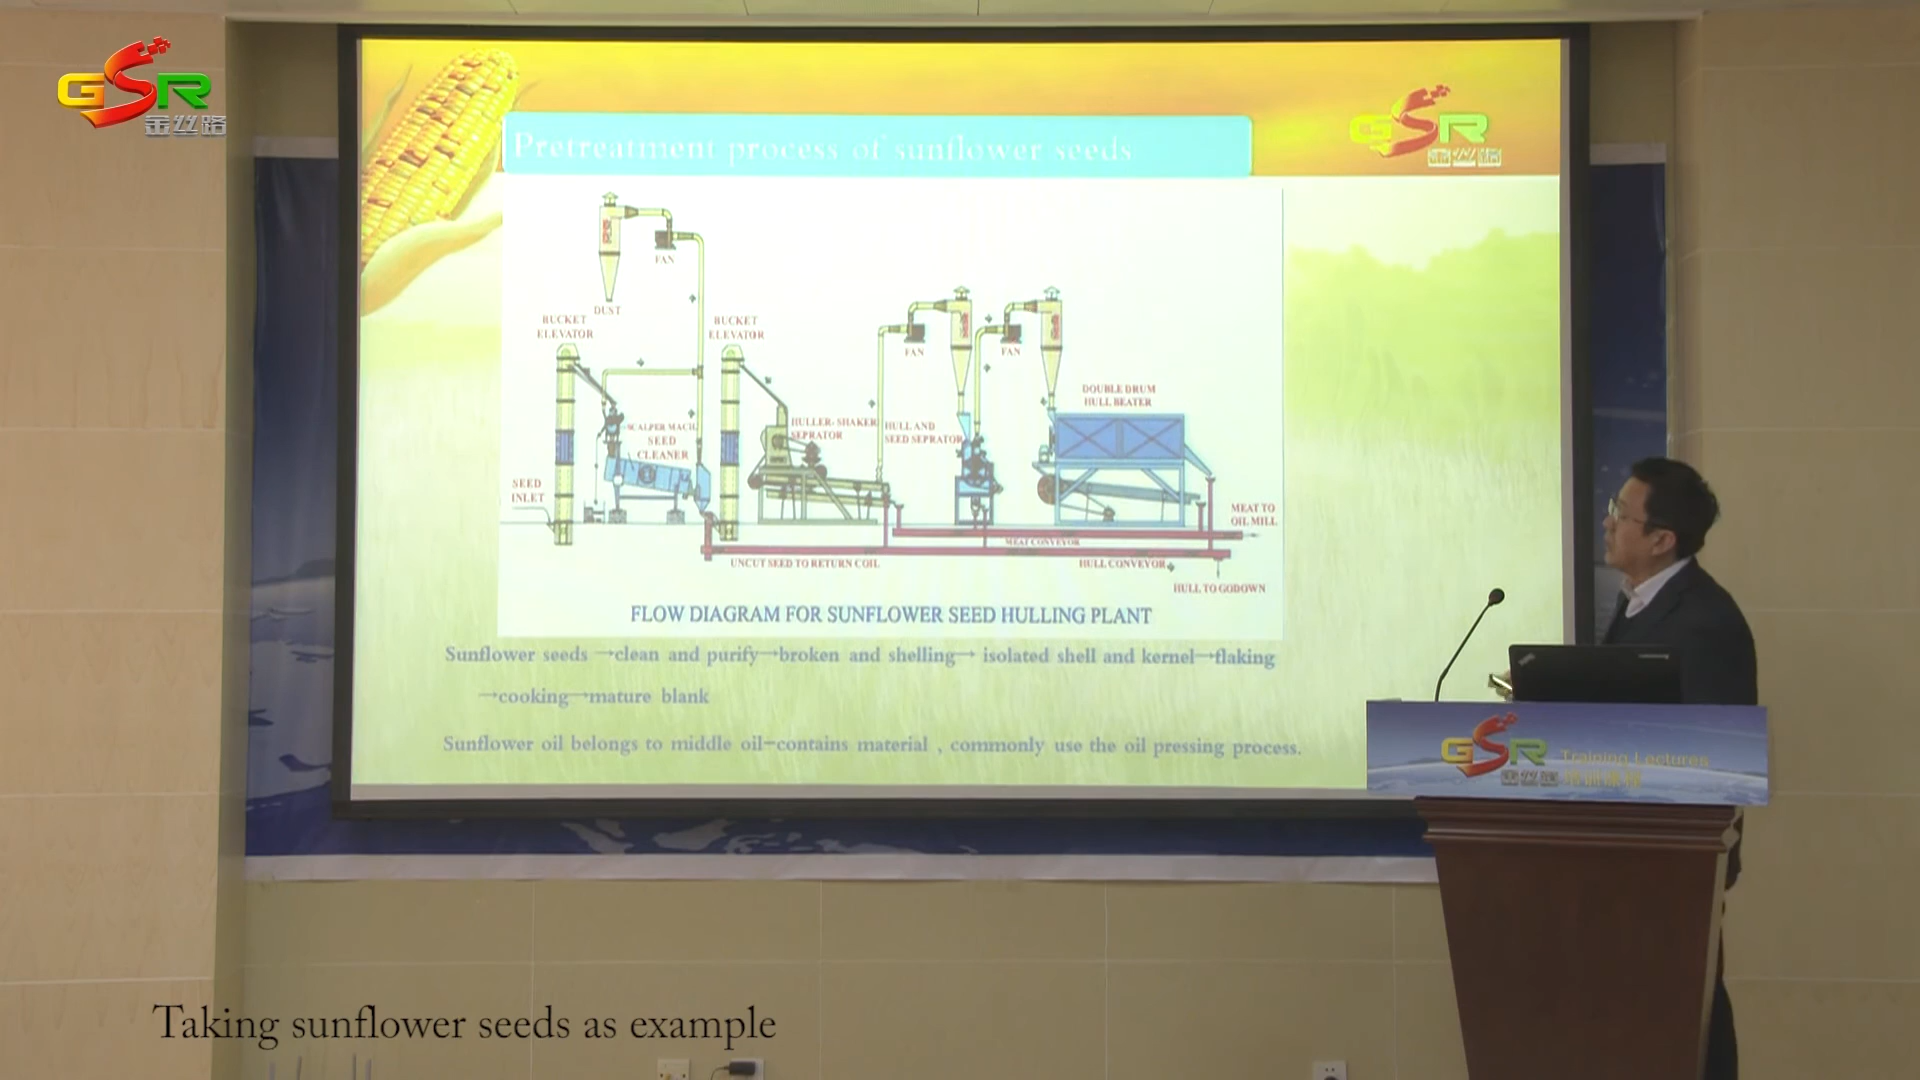 GSR
金丝路
Pretreatment process of sunflower seeds
GSR
金丝路
FAN
DUST
BUCKET
ELEVATOR
BUCKET
ELEVATOR
FAN
FAN
DOUBLE DRUM
HULL BEATER
SCALPER MACH.
SEED
CLEANER
HULLER-SHAKER
SEPRATOR
HULL AND
SEED SEPRATOR
SEED
INLET
MEAT TO
OIL MILL
MEAT CONVEYOR
UNCUT SEED TO RETURN COIL
HULL CONVEYOR
HULL TO GODOWN
FLOW DIAGRAM FOR SUNFLOWER SEED HULLING PLANT
Sunflower seeds →clean and purify→broken and shelling→ isolated shell and kernel→flaking
→cooking→mature blank
Sunflower oil belongs to middle oil-contains material , commonly use the oil pressing process.
GSR Training Lectures
金丝路 培训课程
Taking sunflower seeds as example